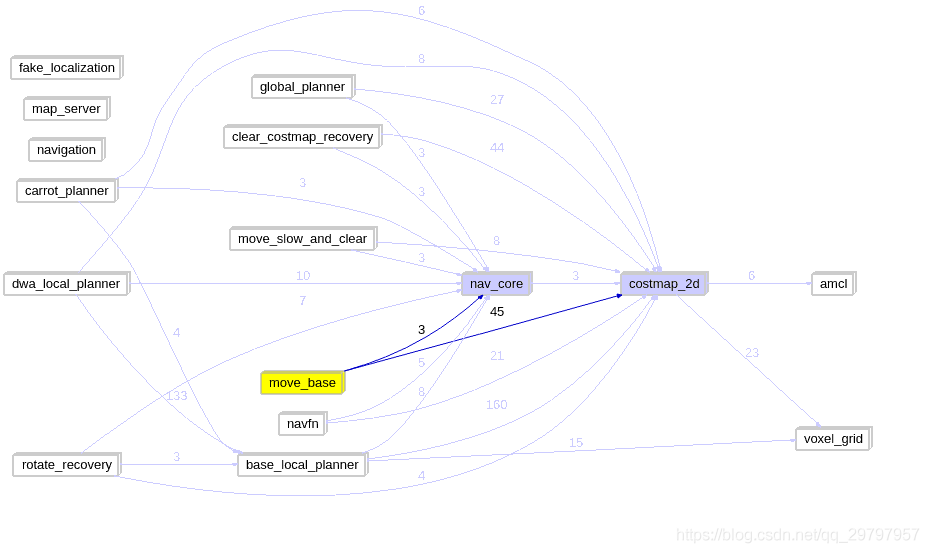 6
8
fake_localization
global_planner
27
map_server
clear_costmap_recovery
44
navigation
3
carrot_planner
3
3
move_slow_and_clear
8
3
dwa_local_planner
10
nav_core
3
costmap_2d
6
amcl
7
45
3
4
21
23
5
move_base
133
8
160
navfn
voxel_grid
15
rotate_recovery
3
base_local_planner
4
https://blog.csdn.net/qq_29797957